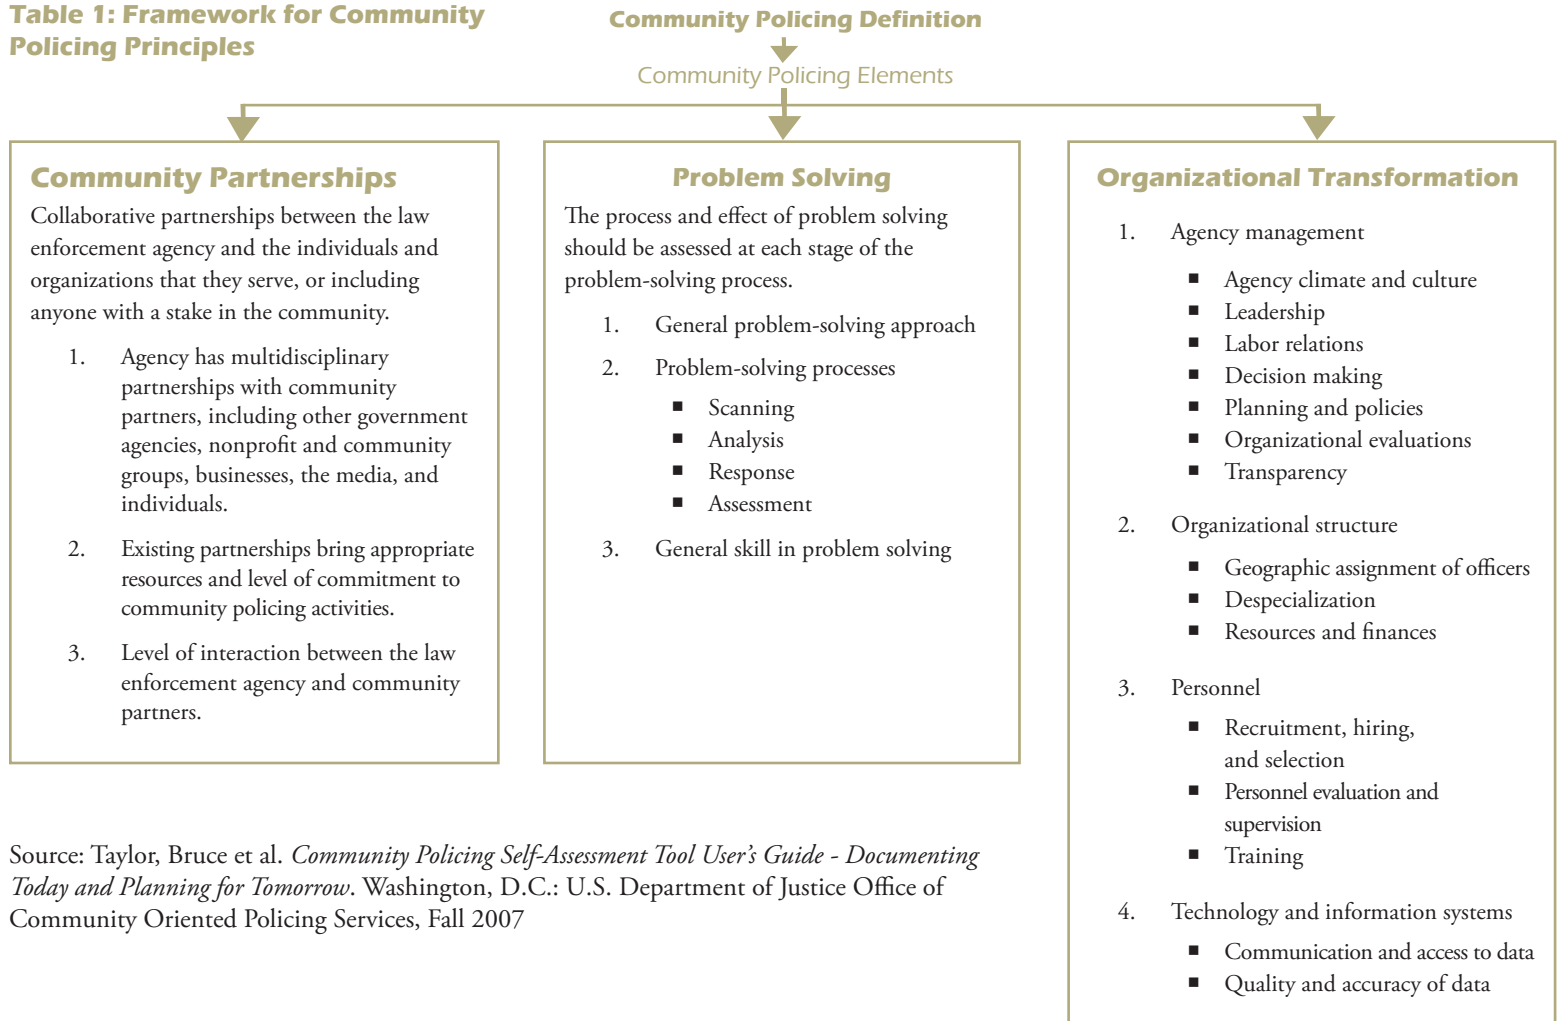 Table 1: Framework for Community
Policing Principles
Community Policing Definition
Community Policing Elements
Community Partnerships
Collaborative partnerships between the law
enforcement agency and the individuals and
organizations that they serve, or including
anyone with a stake in the community.
1. Agency has multidisciplinary
partnerships with community
partners, including other government
agencies, nonprofit and community
groups, businesses, the media, and
individuals.
2. Existing partnerships bring appropriate
resources and level of commitment to
community policing activities.
3. Level of interaction between the law
enforcement agency and community
partners.
Problem Solving
The process and effect of problem solving
should be assessed at each stage of the
problem-solving process.
1. General problem-solving approach
2. Problem-solving processes
■ Scanning
■ Analysis
■ Response
■ Assessment
3. General skill in problem solving
Organizational Transformation
1. Agency management
■ Agency climate and culture
■ Leadership
■ Labor relations
■ Decision making
■ Planning and policies
■ Organizational evaluations
■ Transparency
2. Organizational structure
■ Geographic assignment of officers
■ Despecialization
■ Resources and finances
3. Personnel
■ Recruitment, hiring,
and selection
■ Personnel evaluation and
supervision
■ Training
4. Technology and information systems
■ Communication and access to data
■ Quality and accuracy of data
Source: Taylor, Bruce et al. Community Policing Self-Assessment Tool User's Guide - Documenting
Today and Planning for Tomorrow. Washington, D.C.: U.S. Department of Justice Office of
Community Oriented Policing Services, Fall 2007